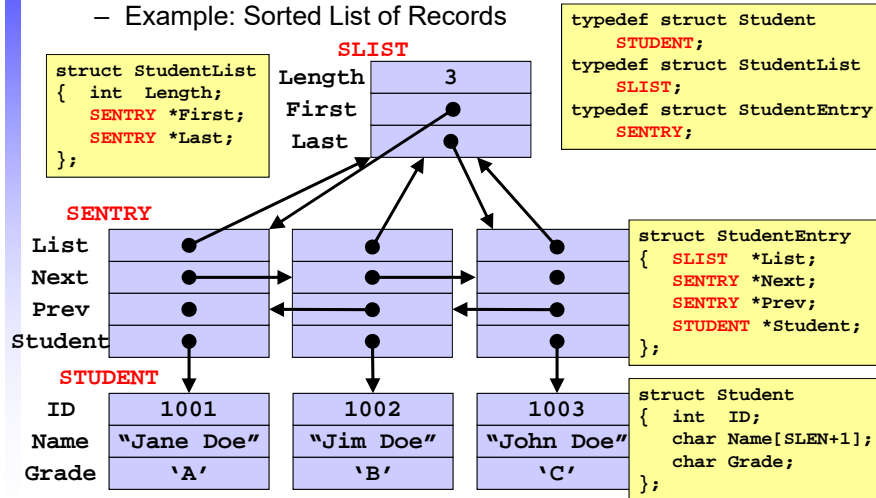 – Example: Sorted List of Records
SLIST
struct StudentList
{ int Length;
SENTRY *First;
SENTRY *Last;
};
Length 3
First
Last
typedef struct Student
STUDENT;
typedef struct StudentList
SLIST;
typedef struct StudentEntry
SENTRY;
SENTRY
List
Next
Prev
Student
struct StudentEntry
{ SLIST *List;
SENTRY *Next;
SENTRY *Prev;
STUDENT *Student;
};
STUDENT
ID 1001 1002 1003
Name “Jane Doe” “Jim Doe” “John Doe”
Grade ‘A’ ‘B’ ‘C’
struct Student
{ int ID;
char Name[SLEN+1];
char Grade;
};